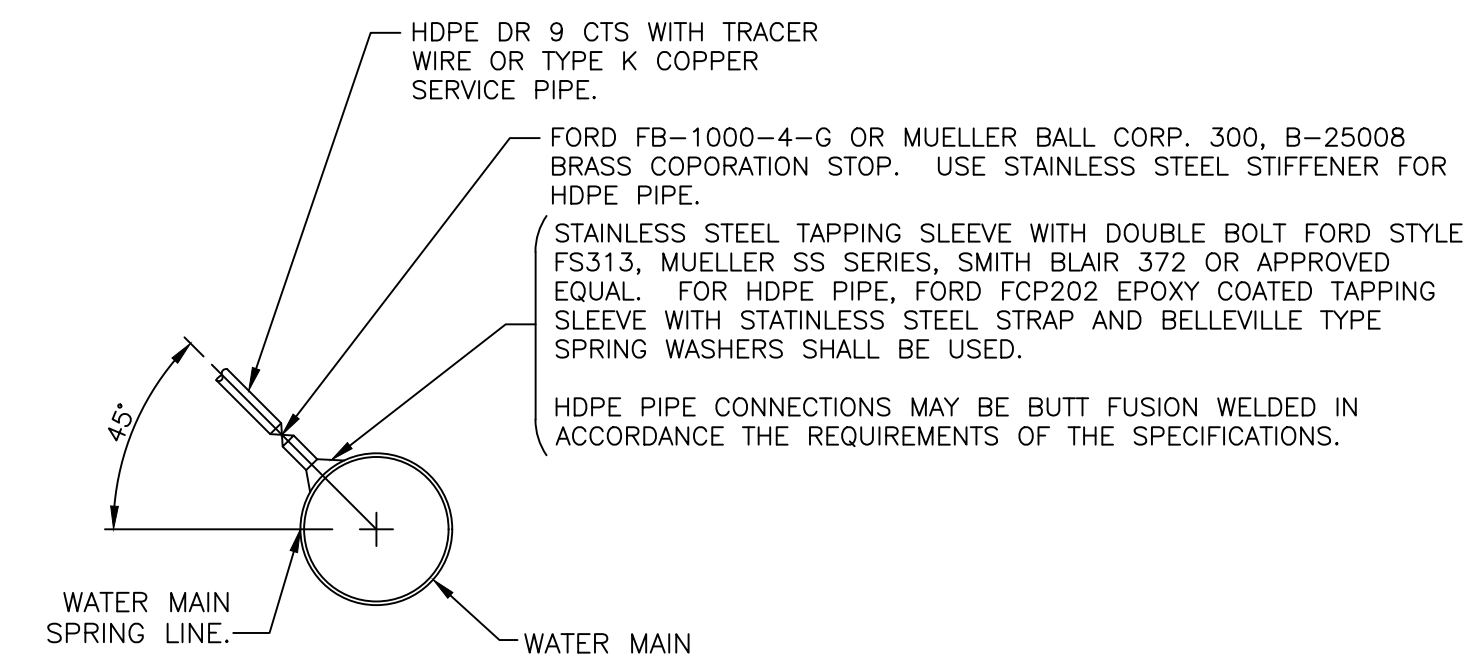 HDPE DR 9 CTS WITH TRACER
WIRE OR TYPE K COPPER
SERVICE PIPE.
FORD FB-1000-4-G OR MUELLER BALL CORP. 300, B-25008
BRASS COPORATION STOP. USE STAINLESS STEEL STIFFENER FOR
HDPE PIPE.
STAINLESS STEEL TAPPING SLEEVE WITH DOUBLE BOLT FORD STYLE
FS313, MUELLER SS SERIES, SMITH BLAIR 372 OR APPROVED
EQUAL. FOR HDPE PIPE, FORD FCP202 EPOXY COATED TAPPING
SLEEVE WITH STATINLESS STEEL STRAP AND BELLEVILLE TYPE
SPRING WASHERS SHALL BE USED.
HDPE PIPE CONNECTIONS MAY BE BUTT FUSION WELDED IN
ACCORDANCE THE REQUIREMENTS OF THE SPECIFICATIONS.
45°
WATER MAIN
SPRING LINE.
WATER MAIN